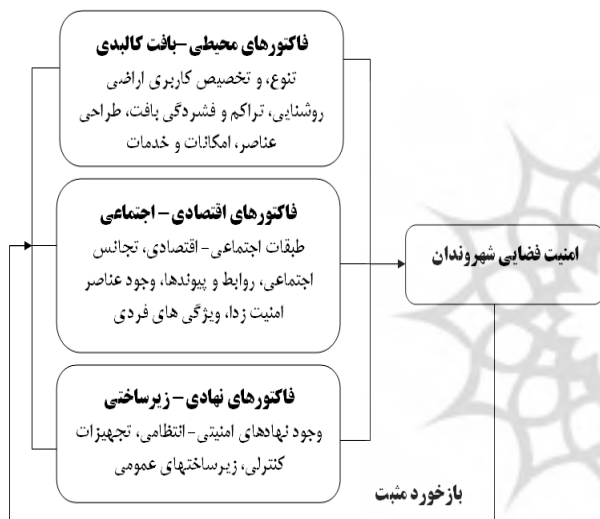 فاکتورهای محیطی-بافت کالبدی
تنوع، و تخصیص کاربری اراضی
روشنایی، تراکم و فشردگی بافت، طراحی
عناصر، امکانات و خدمات
فاکتورهای اقتصادی- اجتماعی
طبقات اجتماعی- اقتصادی، تجانس
اجتماعی، روابط و پیوندها، وجود عناصر
امنیت زدا، ویژگی های فردی
امنیت فضایی شهروندان
فاکتورهای نهادی- زیرساختی
وجود نهادهای امنیتی-انتظامی، تجهیزات
کنترلی، زیرساختهای عمومی
بازخورد مثبت